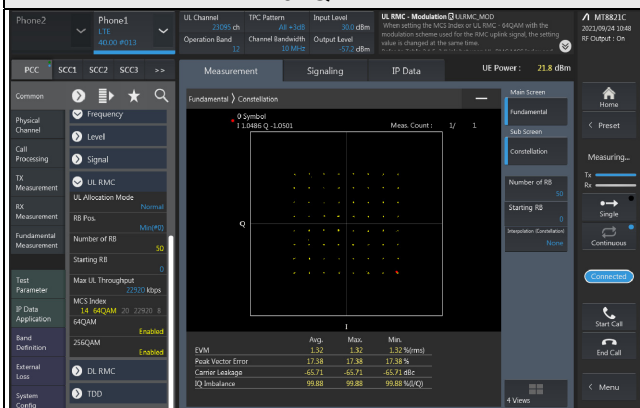 Phone2
Phone1
LTE
40.00 #013
UL Channel
23095 ch
TPC Pattern
All +3dB
Input Level
30.0 dBm
Operation Band
12
Channel Bandwidth
10 MHz
Output Level
-57.2 dBm
UL RMC - Modulation ULRMC_MOD
When setting the MCS Index or UL RMC - 64QAM with the
modulation scheme used for the RMC uplink signal, the setting
value is changed at the same time.
MT8821C
2021/09/24 10:48
RF Output : On
PCC SCC1 SCC2 SCC3 >>
Measurement
Signaling
IP Data
UE Power : 21.8 dBm
Common
Physical
Channel
Call
Processing
TX
Measurement
RX
Measurement
Fundamental
Measurement
Test
Parameter
IP Data
Application
Band
Definition
External
Loss
System
Config
Frequency
Level
Signal
UL RMC
UL Allocation Mode
Normal
RB Pos.
Min(#0)
Number of RB
50
Starting RB
0
Max UL Throughput
22920 kbps
MCS Index
14 64QAM 20 22920 8
64QAM
Enabled
256QAM
Enabled
DL RMC
TDD
Fundamental > Constellation
0 Symbol
I 1.0486 Q -1.0501
Meas. Count : 1/ 1
Q
I
Avg. Max. Min.
EVM 1.32 1.32 1.32 %(rms)
Peak Vector Error 17.38 17.38 17.38 %
Carrier Leakage -65.71 -65.71 -65.71 dBc
IQ Imbalance 99.88 99.88 99.88 %(I/Q)
Main Screen
Fundamental
Sub Screen
Constellation
Number of RB
50
Starting RB
0
Interpolation (Constellation)
None
4 Views
Home
< Preset
Measuring...
Tx
Rx
Single
Continuous
Connected
Start Call
End Call
< Menu